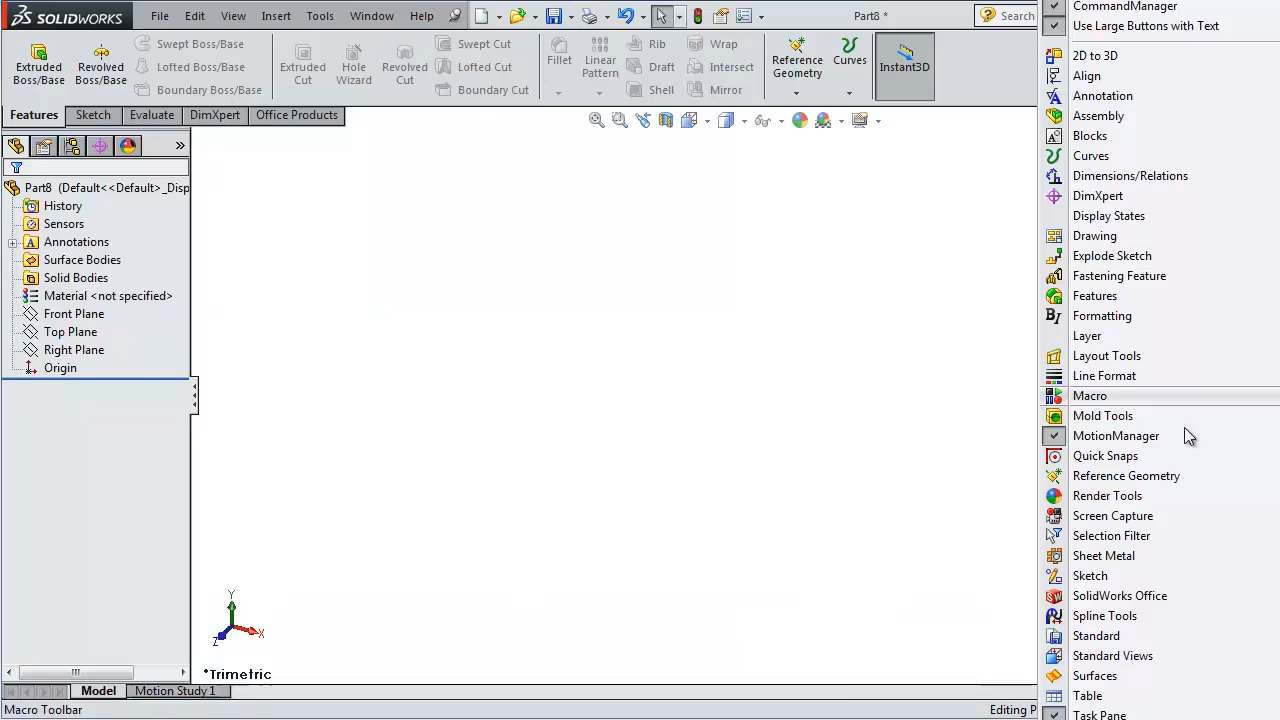 SOLIDWORKS File Edit View Insert Tools Window Help Part8 * Search
Extruded Boss/Base
Revolved Boss/Base
Swept Boss/Base
Lofted Boss/Base
Boundary Boss/Base
Extruded Cut
Hole Wizard
Revolved Cut
Swept Cut
Lofted Cut
Boundary Cut
Fillet
Linear Pattern
Rib
Draft
Shell
Wrap
Intersect
Mirror
Reference Geometry
Curves
Instant3D
Features Sketch Evaluate DimXpert Office Products
Part8 (Default<<Default>_Disp
History
Sensors
Annotations
Surface Bodies
Solid Bodies
Material <not specified>
Front Plane
Top Plane
Right Plane
Origin
Y
X
Z
*Trimetric
Model Motion Study 1
Macro Toolbar
Editing P
CommandManager
Use Large Buttons with Text
2D to 3D
Align
Annotation
Assembly
Blocks
Curves
Dimensions/Relations
DimXpert
Display States
Drawing
Explode Sketch
Fastening Feature
Features
Formatting
Layer
Layout Tools
Line Format
Macro
Mold Tools
MotionManager
Quick Snaps
Reference Geometry
Render Tools
Screen Capture
Selection Filter
Sheet Metal
Sketch
SolidWorks Office
Spline Tools
Standard
Standard Views
Surfaces
Table
Task Pane